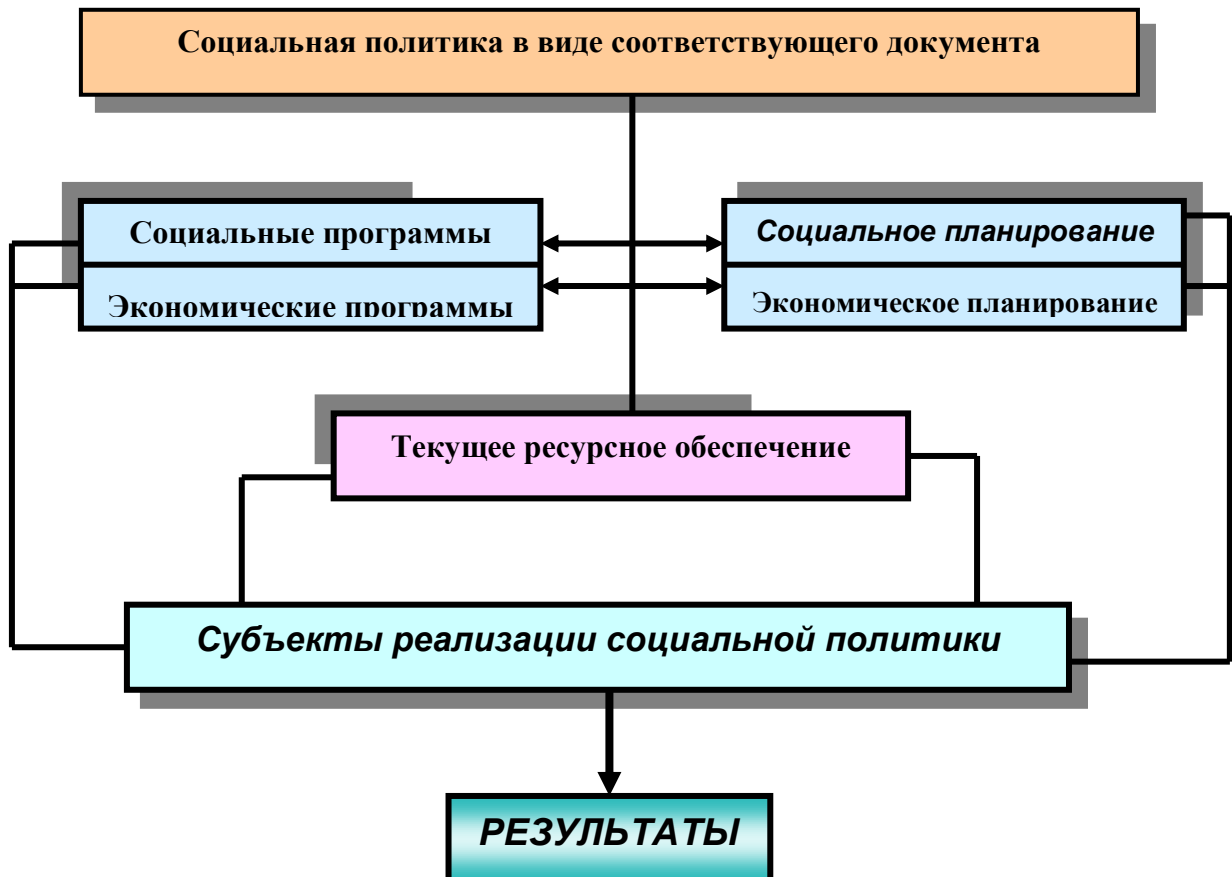 Социальная политика в виде соответствующего документа
Социальные программы
Социальное планирование
Экономические программы
Экономическое планирование
Текущее ресурсное обеспечение
Субъекты реализации социальной политики
РЕЗУЛЬТАТЫ